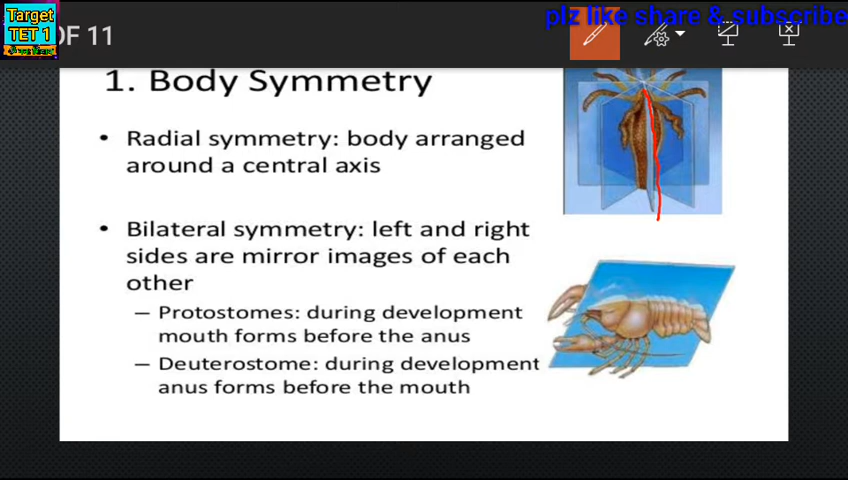 Target
TET 1
OF 11
plz like share & subscribe
1. Body Symmetry
• Radial symmetry: body arranged
around a central axis
• Bilateral symmetry: left and right
sides are mirror images of each
other
– Protostomes: during development
mouth forms before the anus
– Deuterostome: during development
anus forms before the mouth